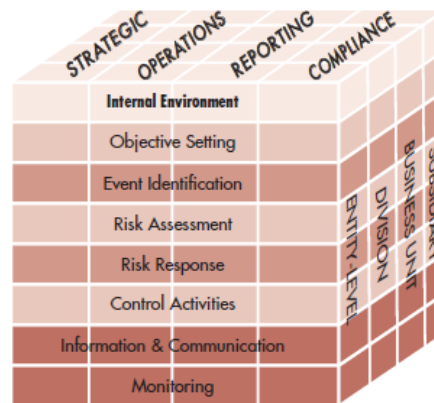 STRATEGIC
OPERATIONS
REPORTING
COMPLIANCE
Internal Environment
Objective Setting
Event Identification
Risk Assessment
Risk Response
Control Activities
Information & Communication
Monitoring
ENTITY-LEVEL
DIVISION
BUSINESS UNIT
SUBSIDIARY